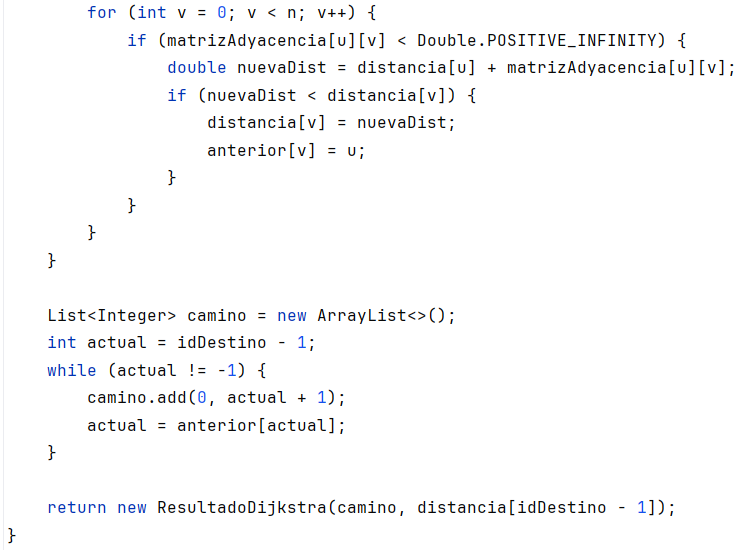 for (int v = 0; v < n; v++) {
if (matrizAdyacencia[u][v] < Double.POSITIVE_INFINITY) {
double nuevaDist = distancia[u] + matrizAdyacencia[u][v];
if (nuevaDist < distancia[v]) {
distancia[v] = nuevaDist;
anterior[v] = u;
}
}
}
}
List<Integer> camino = new ArrayList<>();
int actual = idDestino - 1;
while (actual != -1) {
camino.add(0, actual + 1);
actual = anterior[actual];
}
return new ResultadoDijkstra(camino, distancia[idDestino - 1]);
}